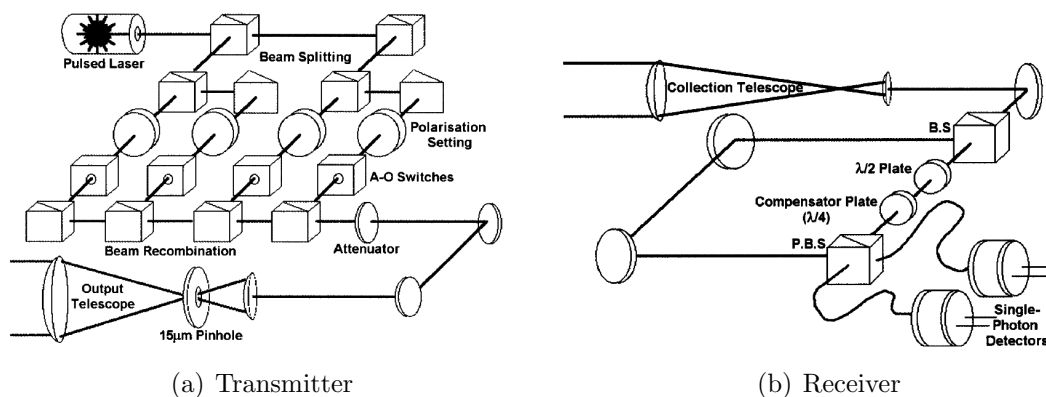 Pulsed Laser
Beam Splitting
Polarisation
Setting
A-O Switches
Beam Recombination
Attenuator
Output
Telescope
15μm Pinhole
(a) Transmitter
Collection Telescope
B.S
λ/2 Plate
Compensator Plate
(λ/4)
P.B.S
Single-
Photon
Detectors
(b) Receiver